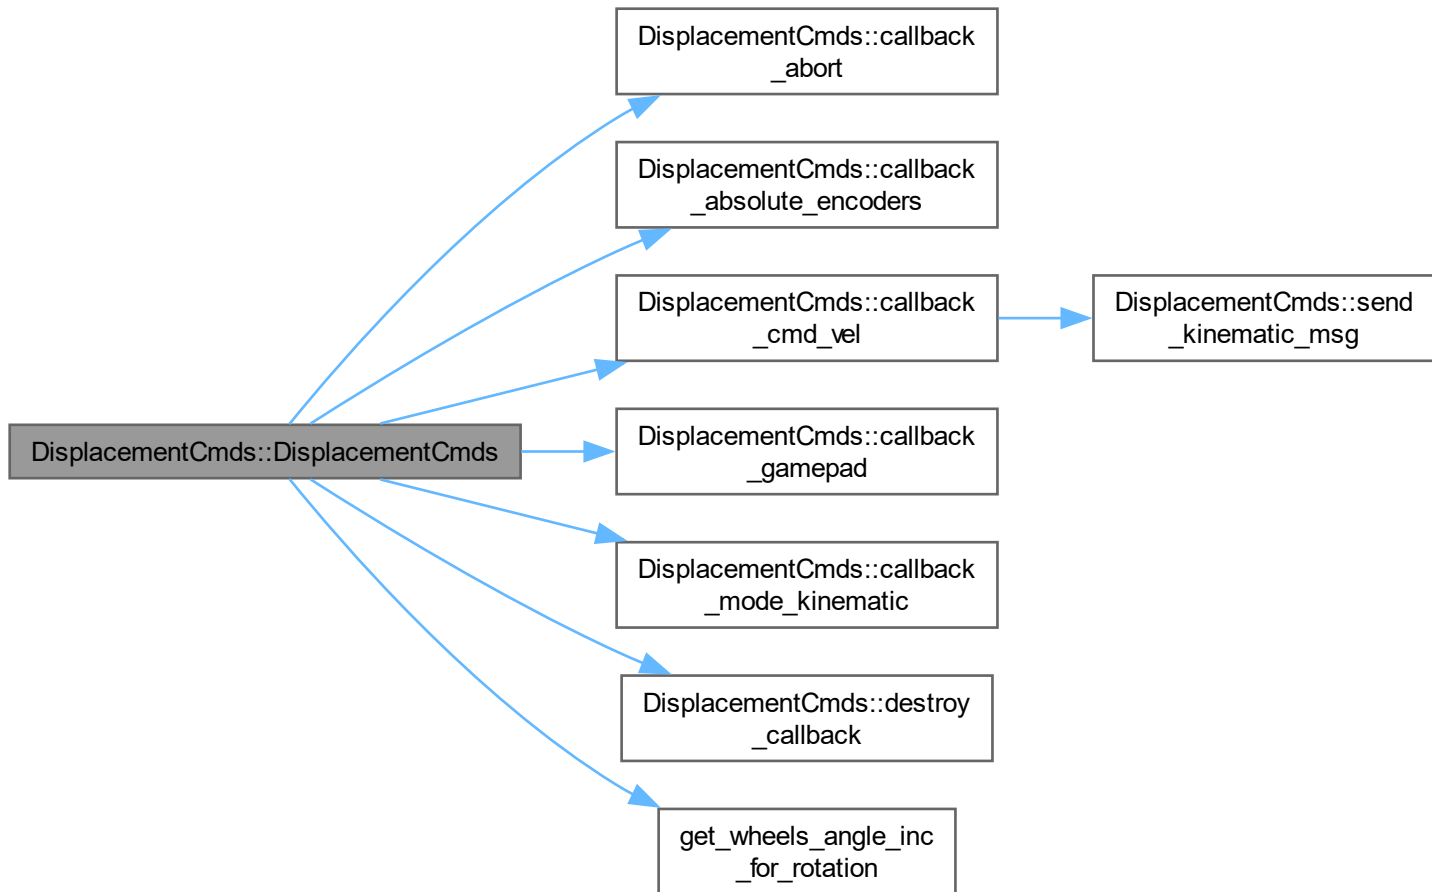 DisplacementCmds::callback
_abort
DisplacementCmds::callback
_absolute_encoders
DisplacementCmds::callback
_cmd_vel
DisplacementCmds::send
_kinematic_msg
DisplacementCmds::DisplacementCmds
DisplacementCmds::callback
_gamepad
DisplacementCmds::callback
_mode_kinematic
DisplacementCmds::destroy
_callback
get_wheels_angle_inc
_for_rotation